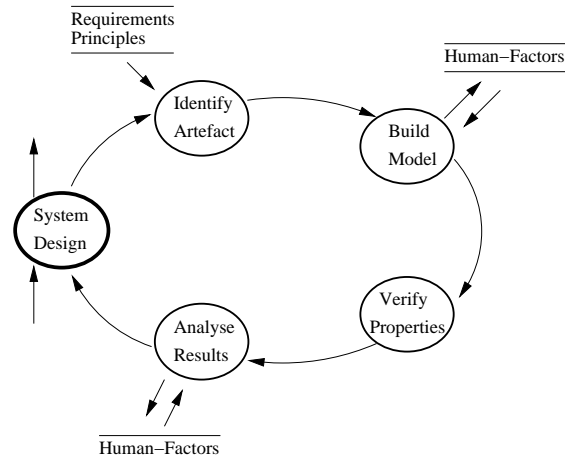 Requirements
Principles
Human–Factors
Identify
Artefact
Build
Model
System
Design
Verify
Properties
Analyse
Results
Human–Factors